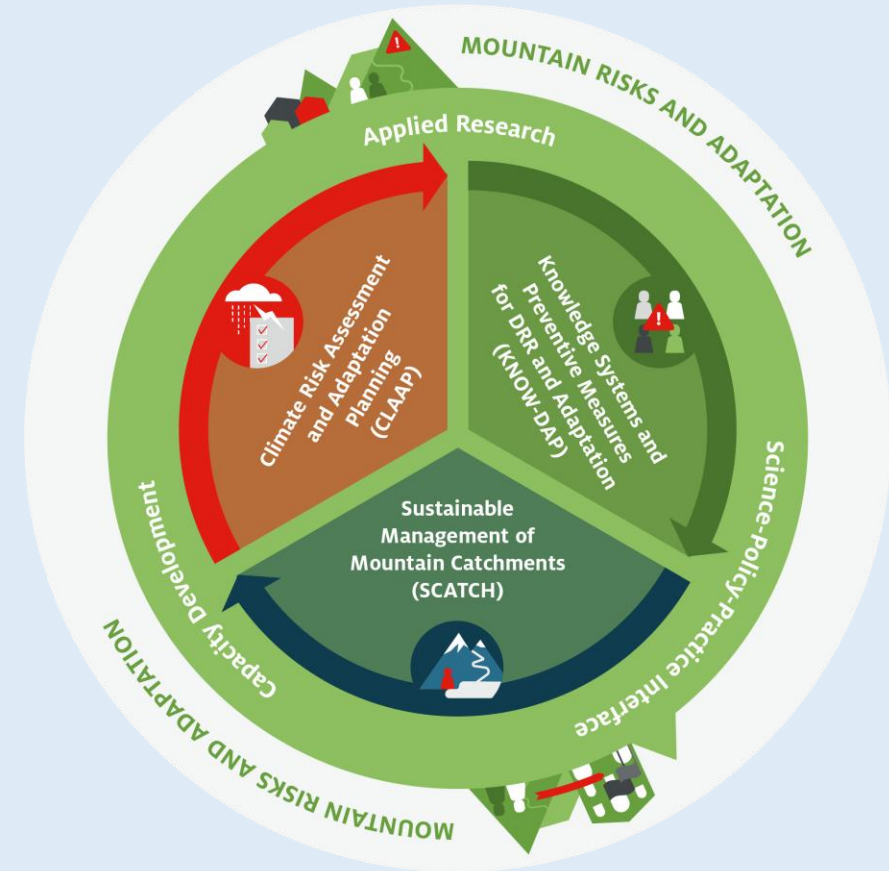 MOUNTAIN RISKS AND ADAPTATION
Applied Research
Climate Risk Assessment
and Adaptation
Planning
(CLAAP)
Knowledge Systems and
Preventive Measures
for DRR and Adaptation
(KNOW-DAP)
Sustainable
Management of
Mountain Catchments
(SCATCH)
Capacity Development
Science-Policy-Practice Interface
MOUNTAIN RISKS AND ADAPTATION